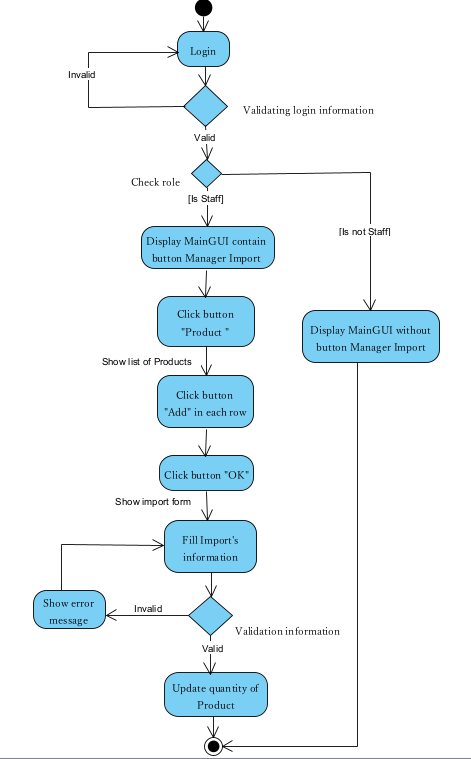 Login
Invalid
Validating login information
Valid
Check role
[Is Staff]
[Is not Staff]
Display MainGUI contain
button Manager Import
Click button
"Product "
Display MainGUI without
button Manager Import
Show list of Products
Click button
"Add" in each row
Click button "OK"
Show import form
Fill Import's
information
Show error
message
Invalid
Validation information
Valid
Update quantity of
Product